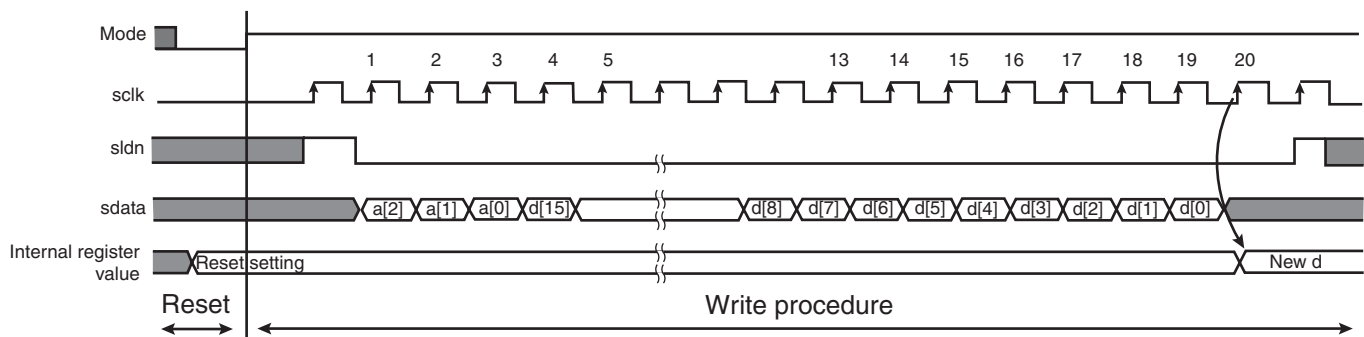 Mode
1 2 3 4 5 13 14 15 16 17 18 19 20
sclk
sldn
sdata
a[2] a[1] a[0] d[15] d[8] d[7] d[6] d[5] d[4] d[3] d[2] d[1] d[0]
Internal register
value
Reset setting
New d
Reset
Write procedure